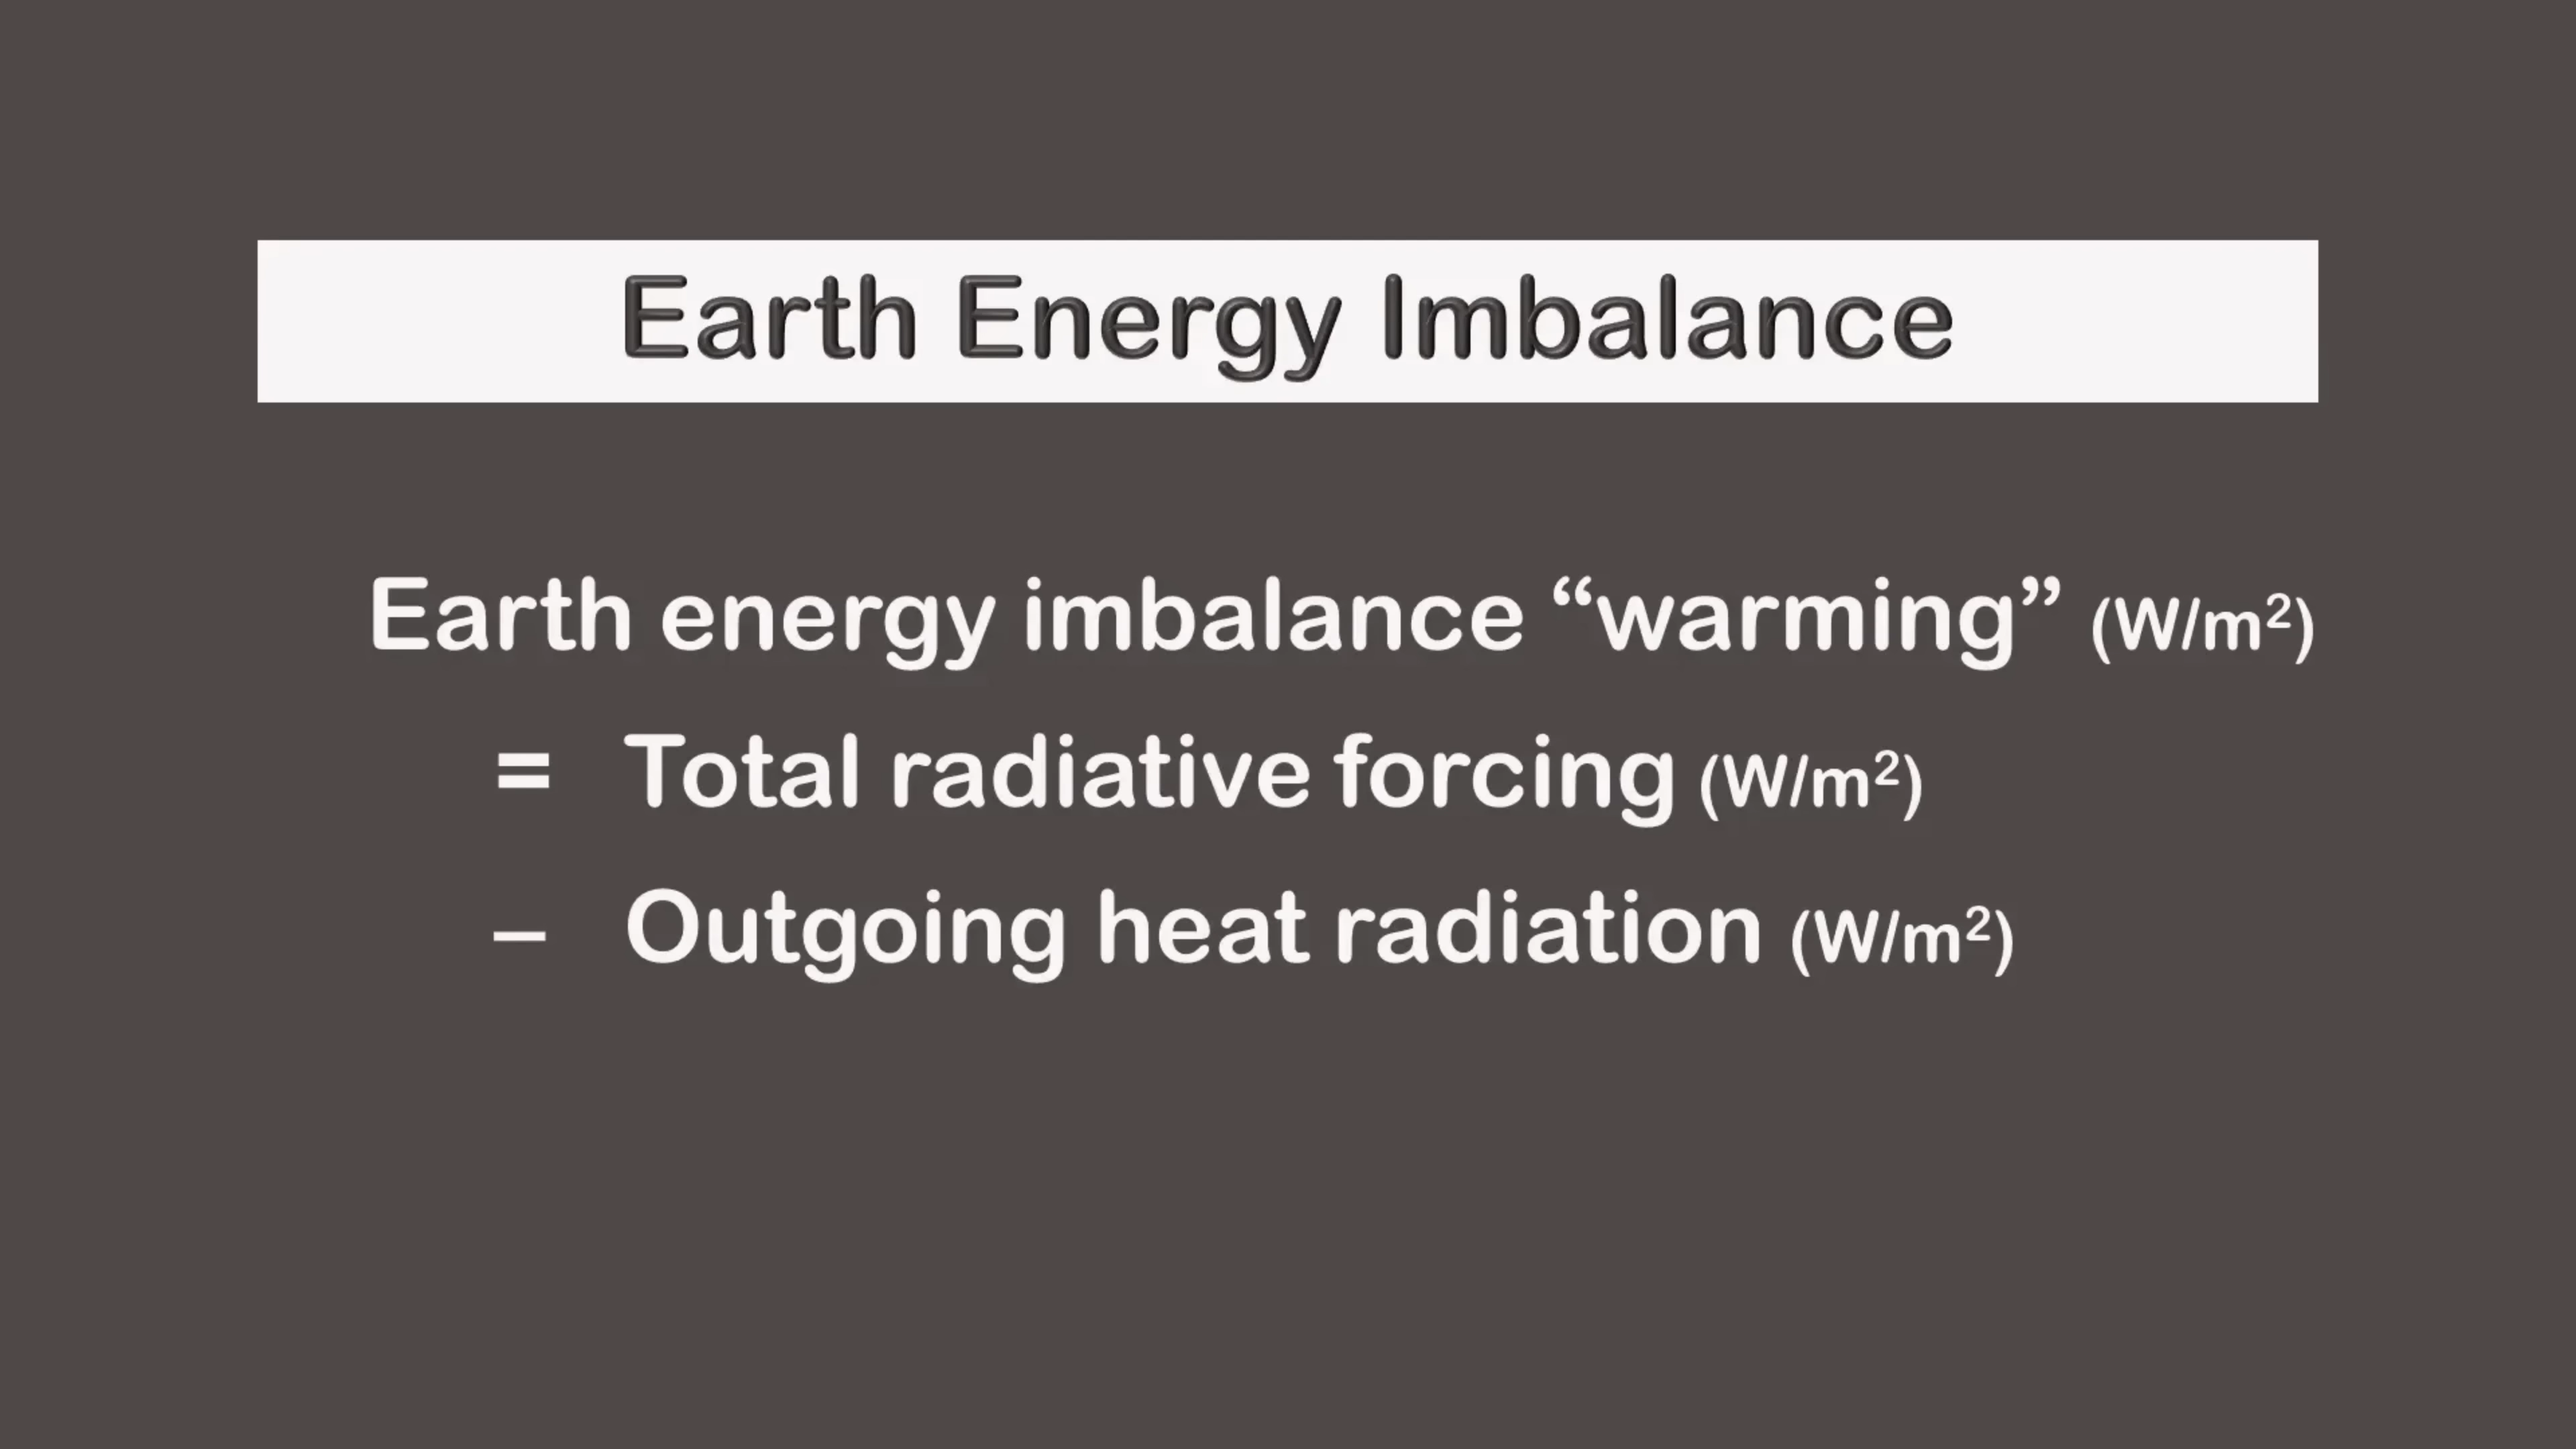 Earth Energy Imbalance
Earth energy imbalance “warming” (W/m²)
= Total radiative forcing (W/m²)
– Outgoing heat radiation (W/m²)